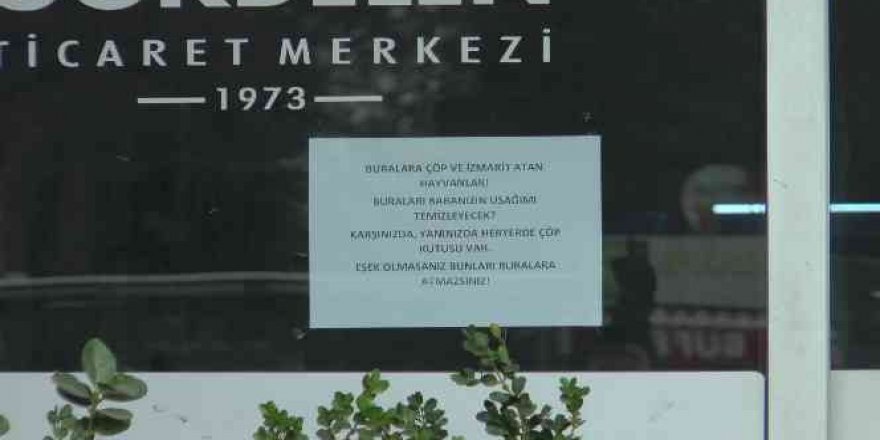 TİCARET MERKEZİ
1973
BURALARA ÇÖP VE İZMARİT ATAN
HAYVANLAR!
BURALARI BABANIZIN UŞAĞIMI
TEMİZLEYECEK?
KARŞINIZDA, YANINIZDA HERYERDE ÇÖP
KUTUSU VAR.
EŞEK OLMASANIZ BUNLARI BURALARA
ATMAZSINIZ!